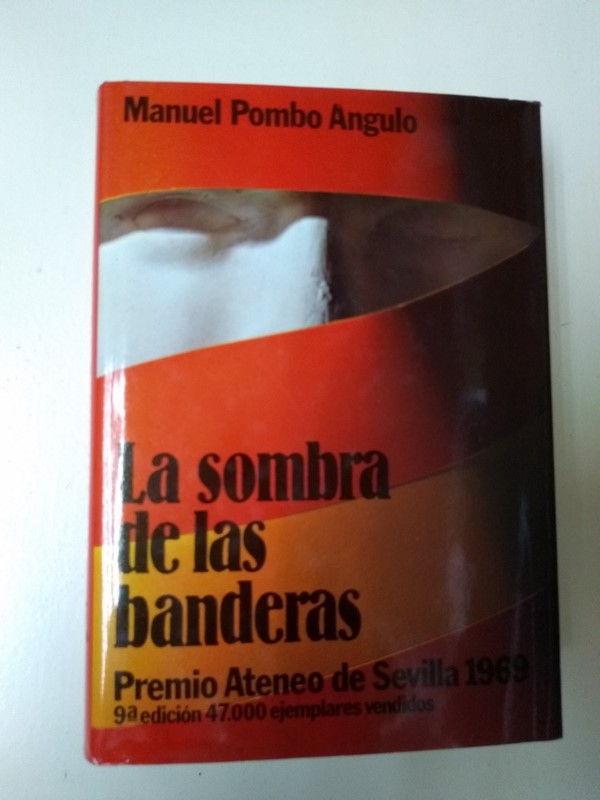 Manuel Pombo Angulo
La sombra
de las
banderas
Premio Ateneo de Sevilla 1969
9ª edición 47.000 ejemplares vendidos